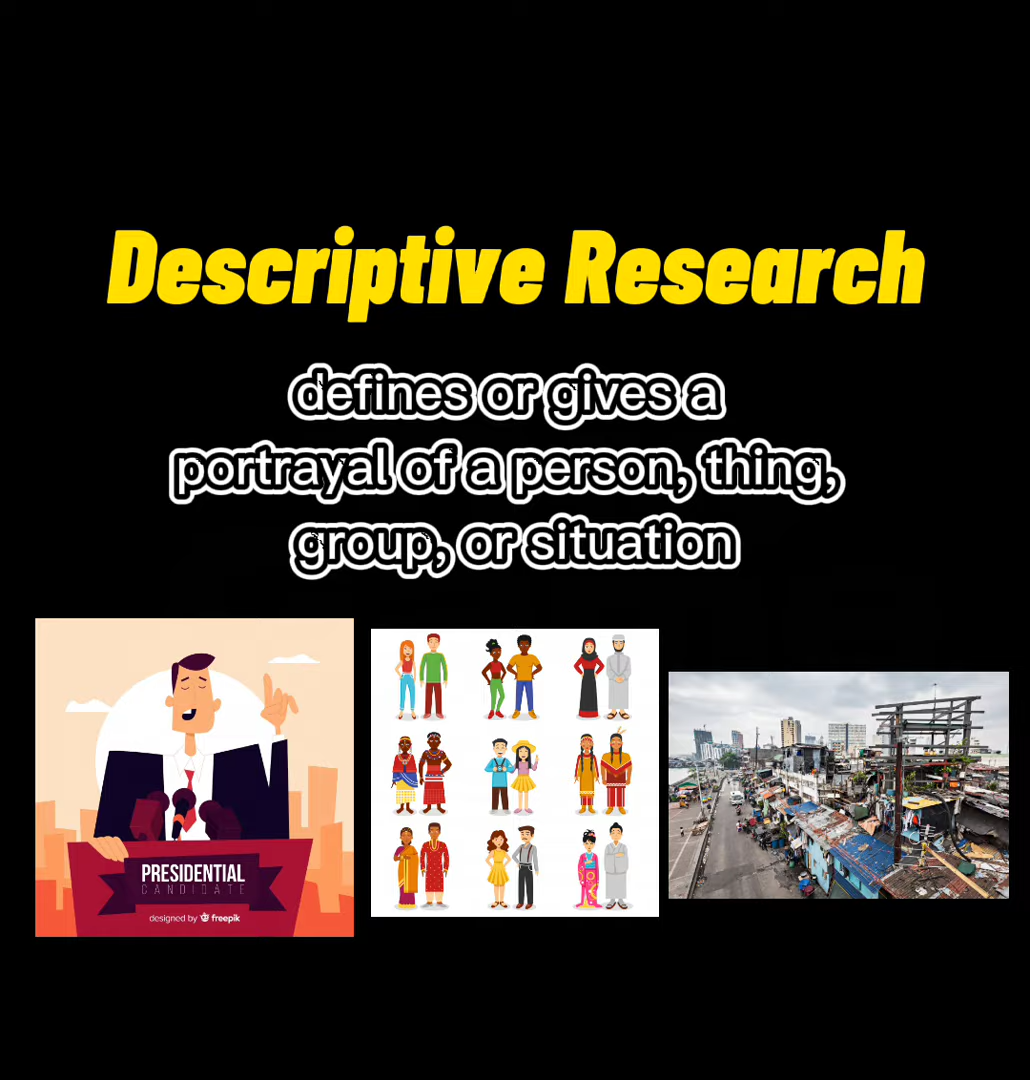 Descriptive Research
defines or gives a
portrayal of a person, thing,
group, or situation
PRESIDENTIAL
CANDIDATE
designed by freepik